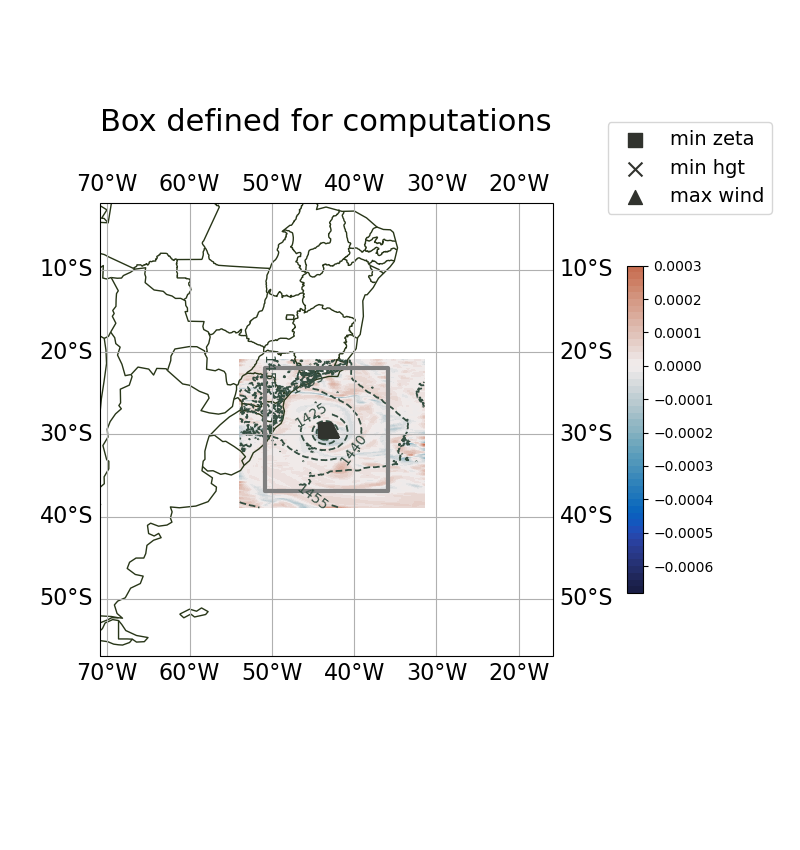 Box defined for computations
min zeta
min hgt
max wind
70°W 60°W 50°W 40°W 30°W 20°W
10°S 10°S
20°S 20°S
30°S 30°S
40°S 40°S
50°S 50°S
70°W 60°W 50°W 40°W 30°W 20°W
1425
1440
1455
0.0003
0.0002
0.0001
0.0000
−0.0001
−0.0002
−0.0003
−0.0004
−0.0005
−0.0006